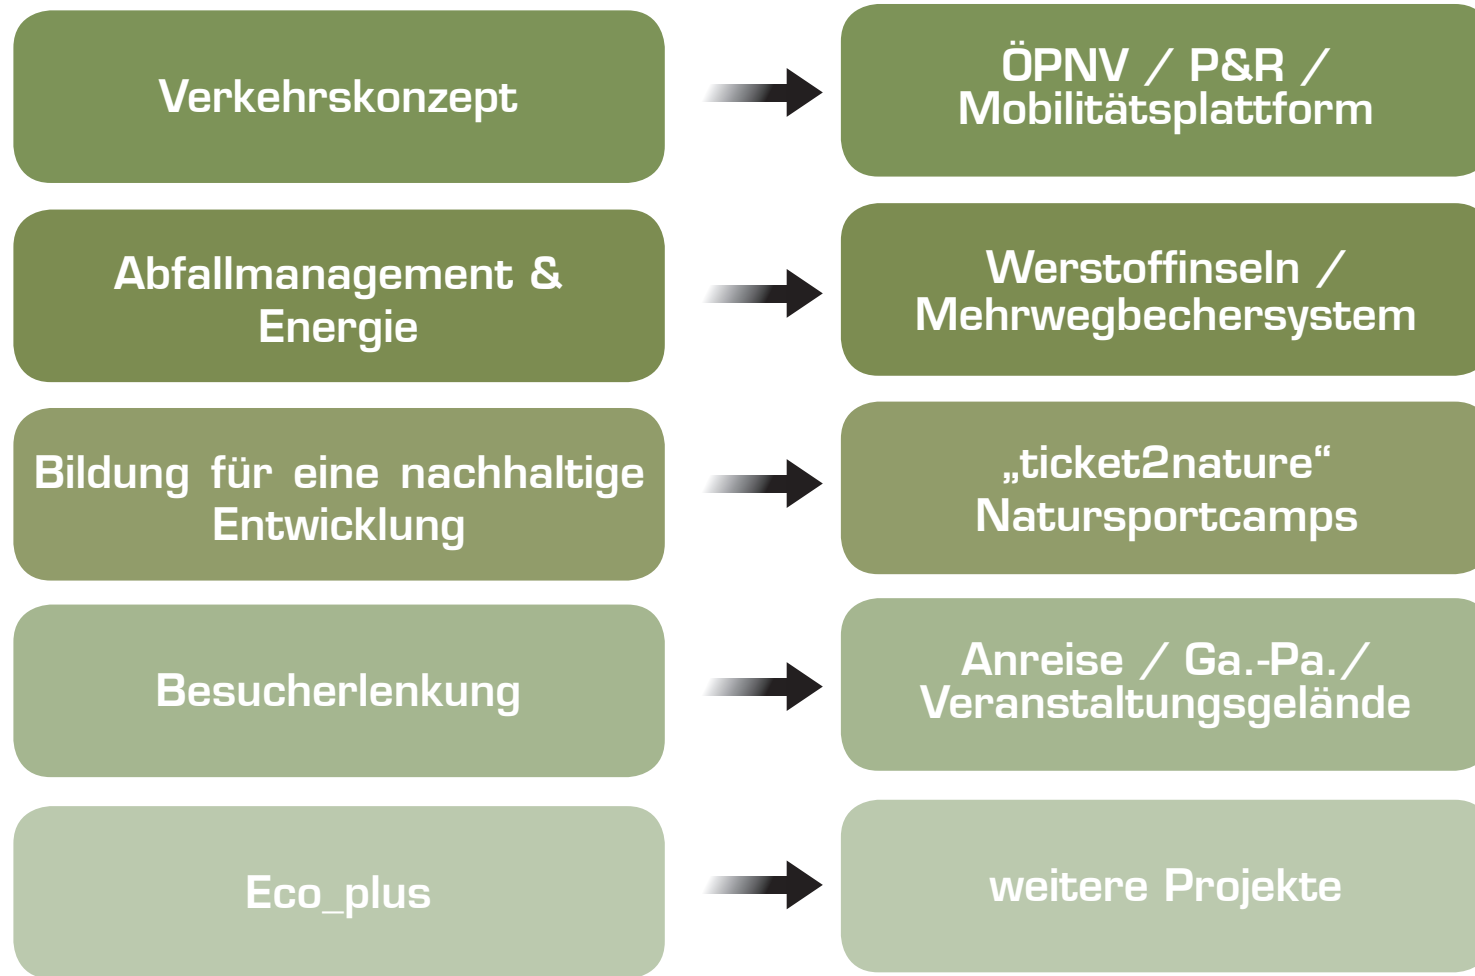 Verkehrskonzept
ÖPNV / P&R /
Mobilitätsplattform
Abfallmanagement &
Energie
Werstoffinseln /
Mehrwegbechersystem
Bildung für eine nachhaltige
Entwicklung
„ticket2nature“
Natursportcamps
Besucherlenkung
Anreise / Ga.-Pa./
Veranstaltungsgelände
Eco_plus
weitere Projekte